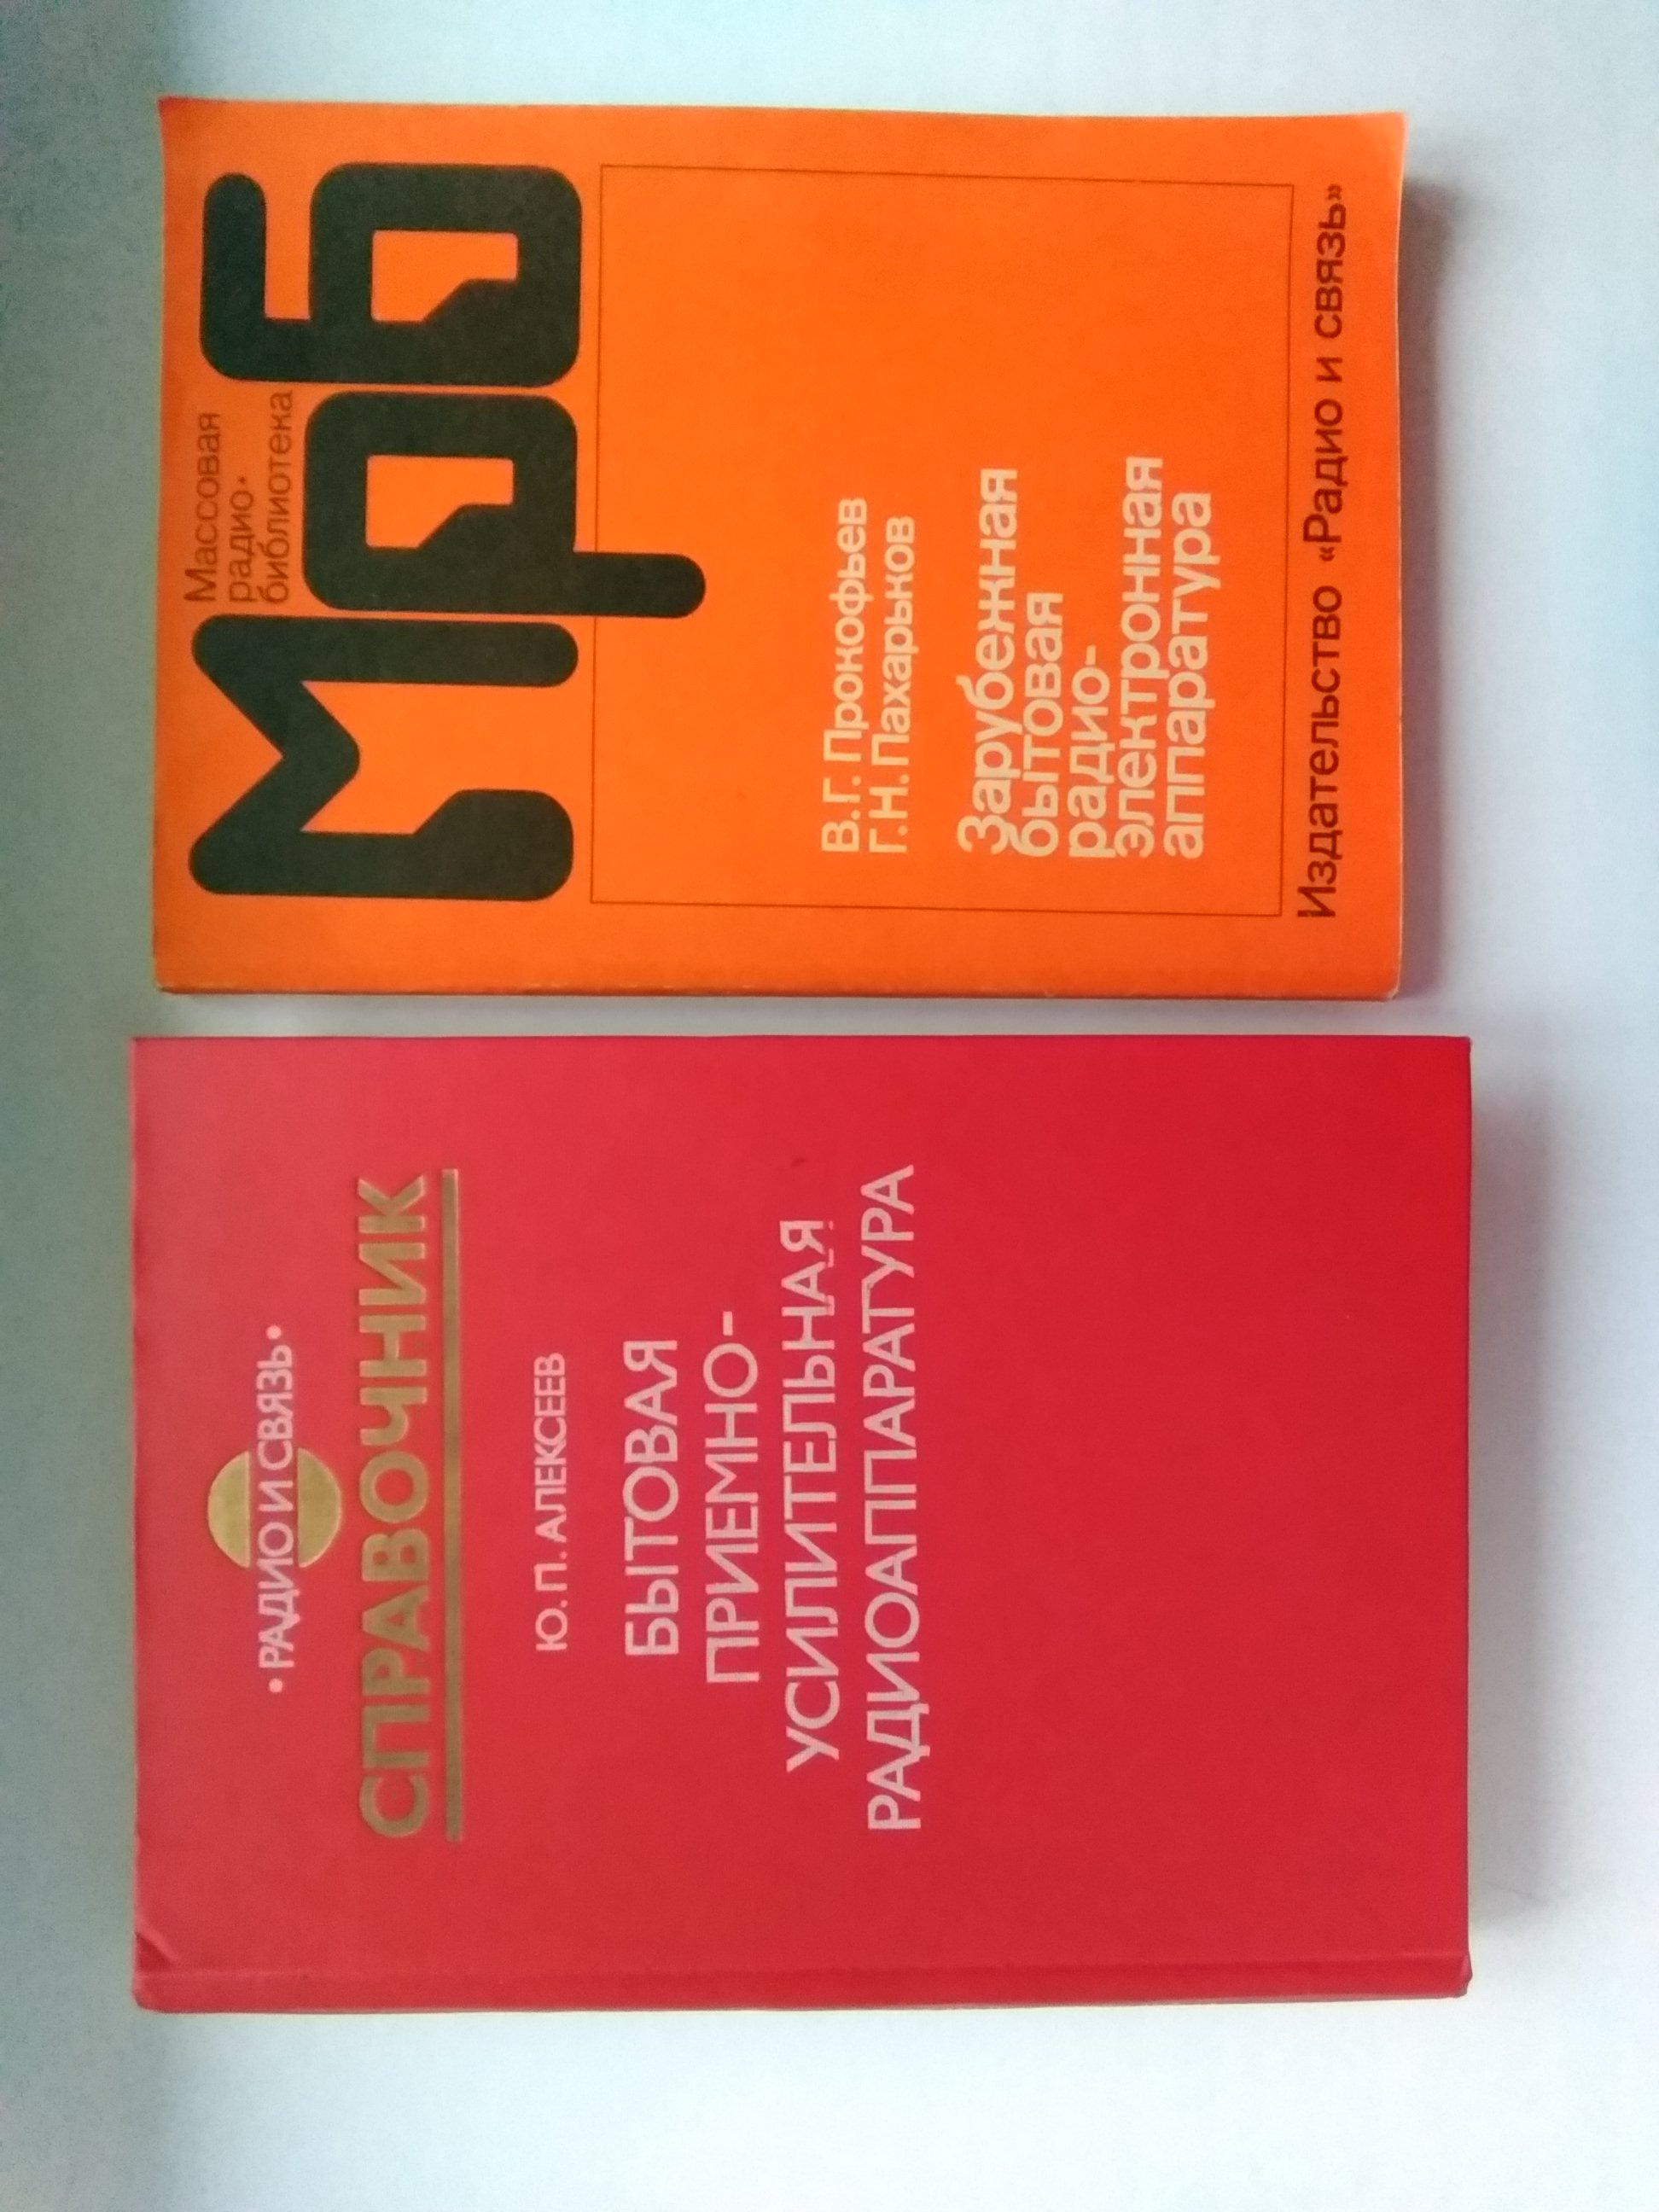 •РАДИО И СВЯЗЬ•
СПРАВОЧНИК
Ю. П. АЛЕКСЕЕВ
БЫТОВАЯ
ПРИЕМНО-
УСИЛИТЕЛЬНАЯ
РАДИОАППАРАТУРА
Массовая
радио-
библиотека
Мрб
В.Г. Прокофьев
Г.Н.Пахарьков
Зарубежная
бытовая
радио-
электронная
аппаратура
Издательство «Радио и связь»